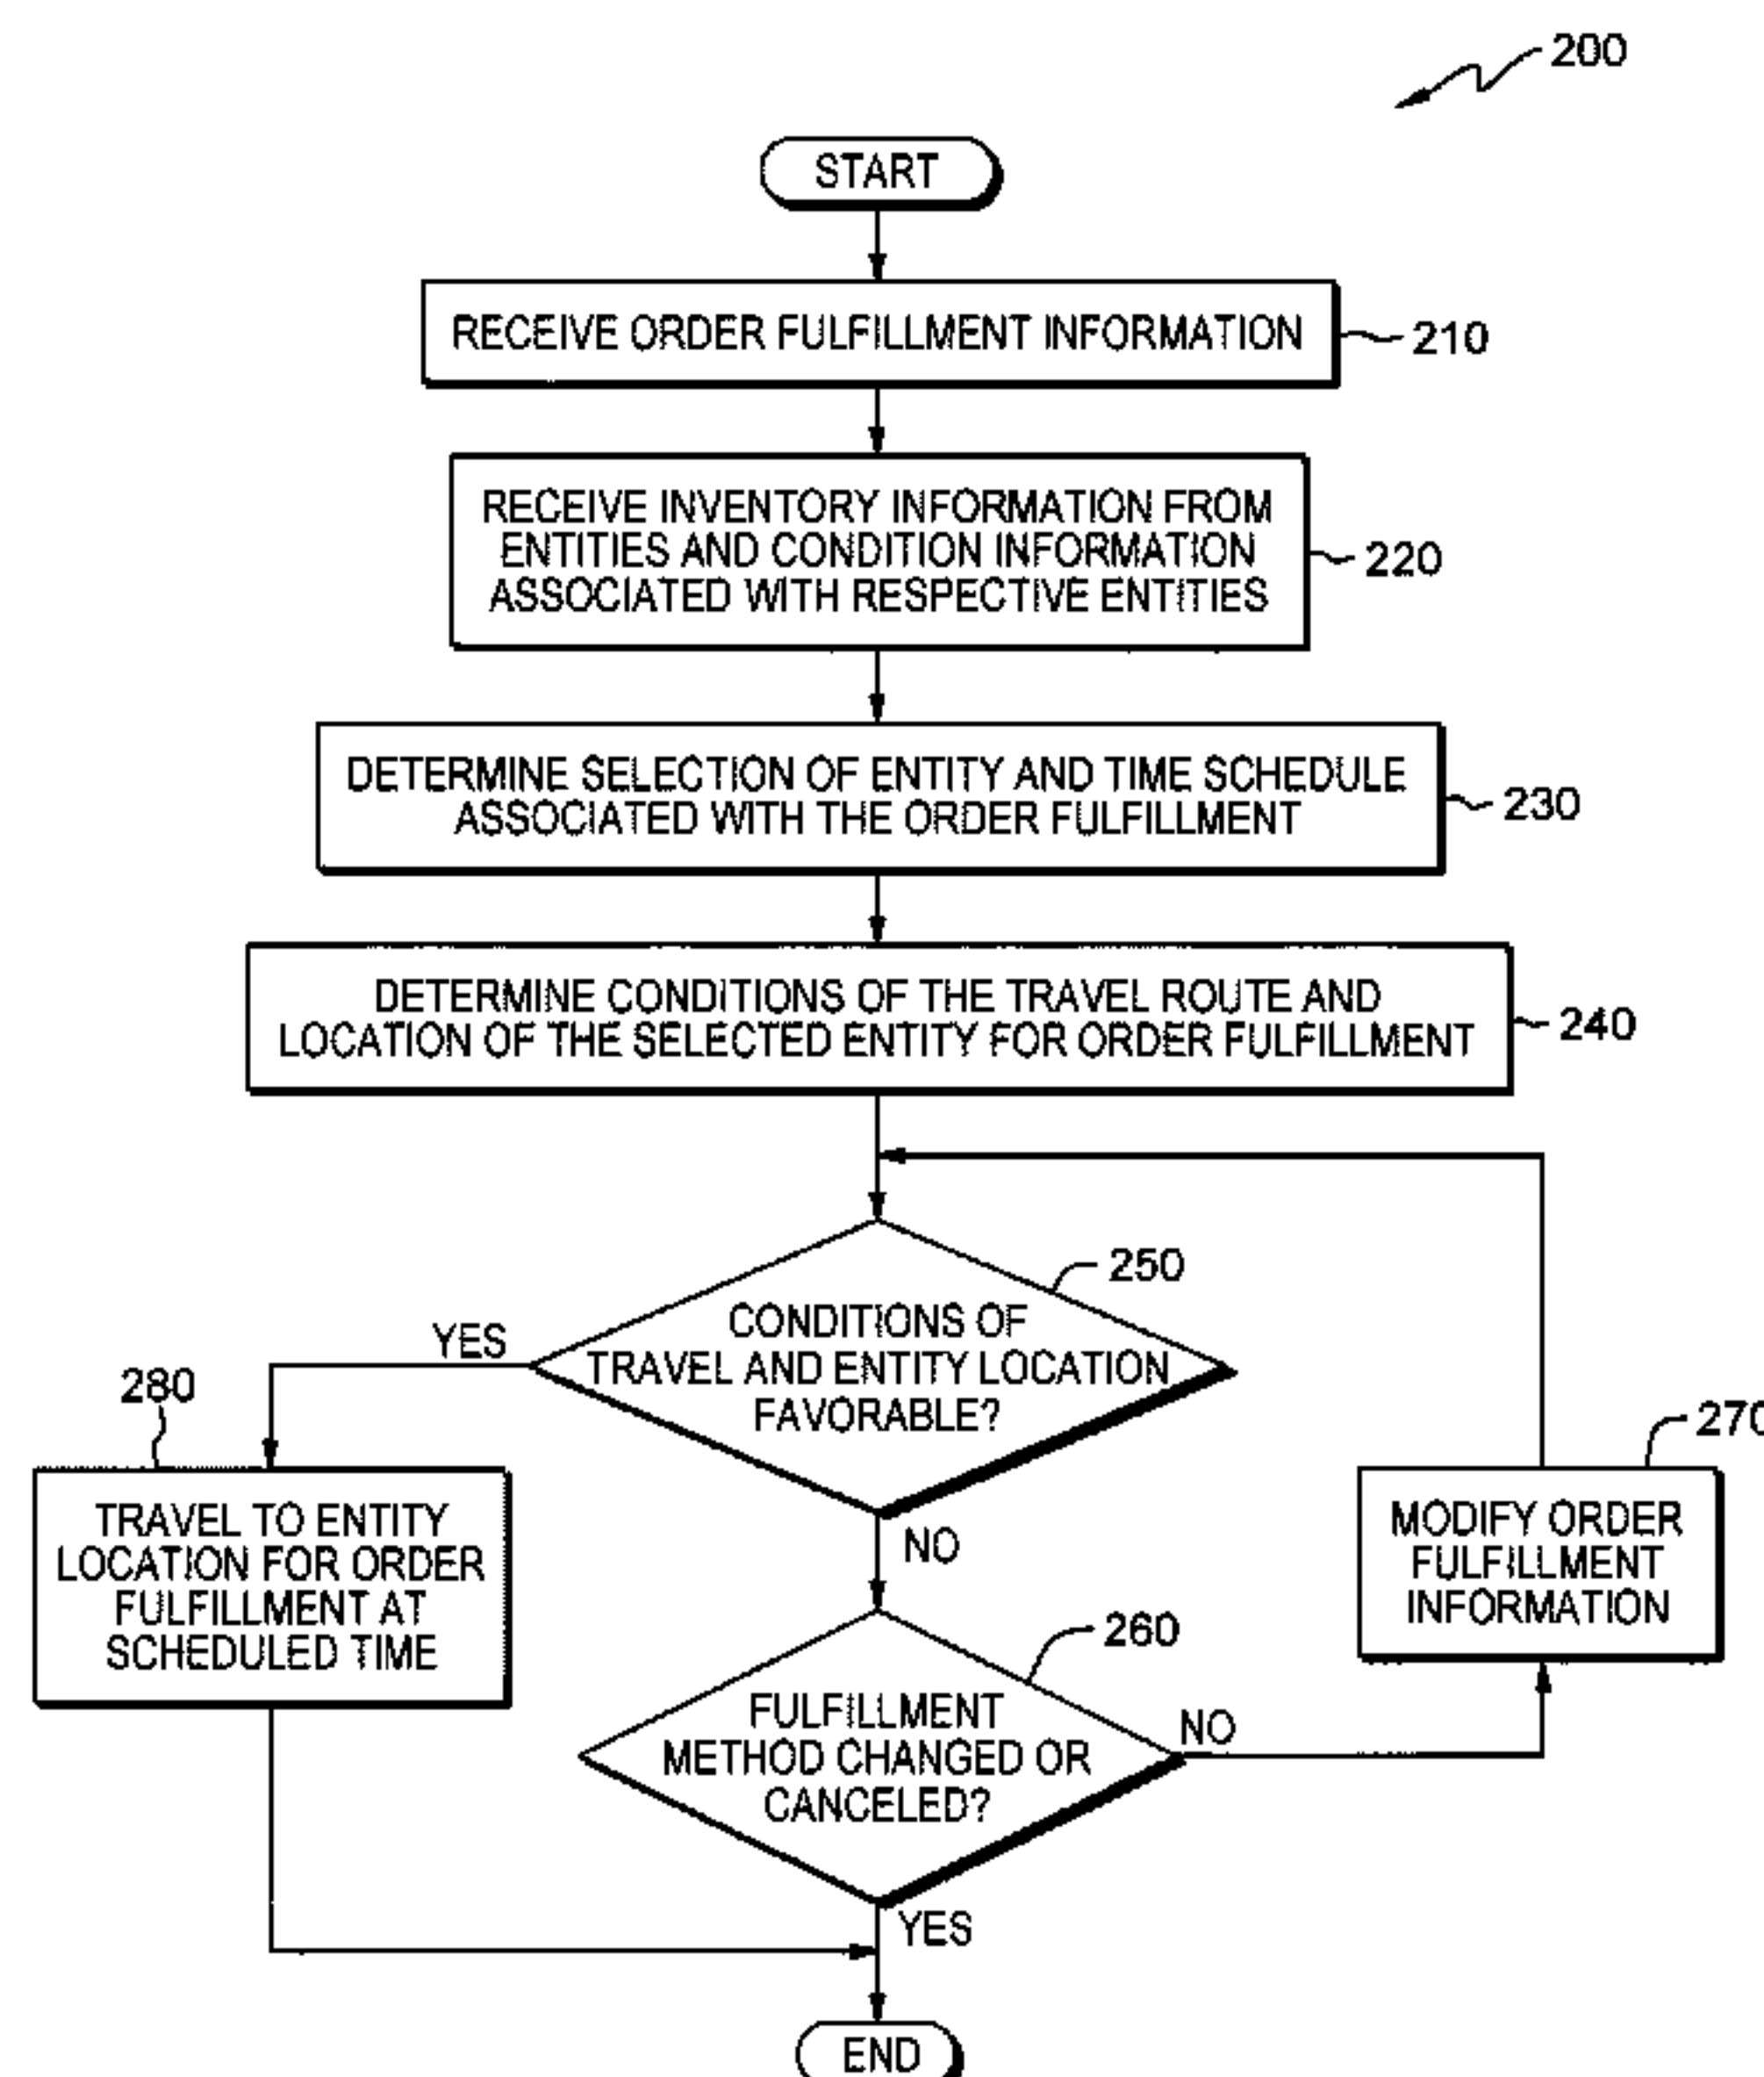 200
START
RECEIVE ORDER FULFILLMENT INFORMATION
210
RECEIVE INVENTORY INFORMATION FROM
ENTITIES AND CONDITION INFORMATION
ASSOCIATED WITH RESPECTIVE ENTITIES
220
DETERMINE SELECTION OF ENTITY AND TIME SCHEDULE
ASSOCIATED WITH THE ORDER FULFILLMENT
230
DETERMINE CONDITIONS OF THE TRAVEL ROUTE AND
LOCATION OF THE SELECTED ENTITY FOR ORDER FULFILLMENT
240
250
CONDITIONS OF
TRAVEL AND ENTITY LOCATION
FAVORABLE?
YES
280
TRAVEL TO ENTITY
LOCATION FOR ORDER
FULFILLMENT AT
SCHEDULED TIME
NO
270
MODIFY ORDER
FULFILLMENT
INFORMATION
260
FULFILLMENT
METHOD CHANGED OR
CANCELED?
NO
YES
END